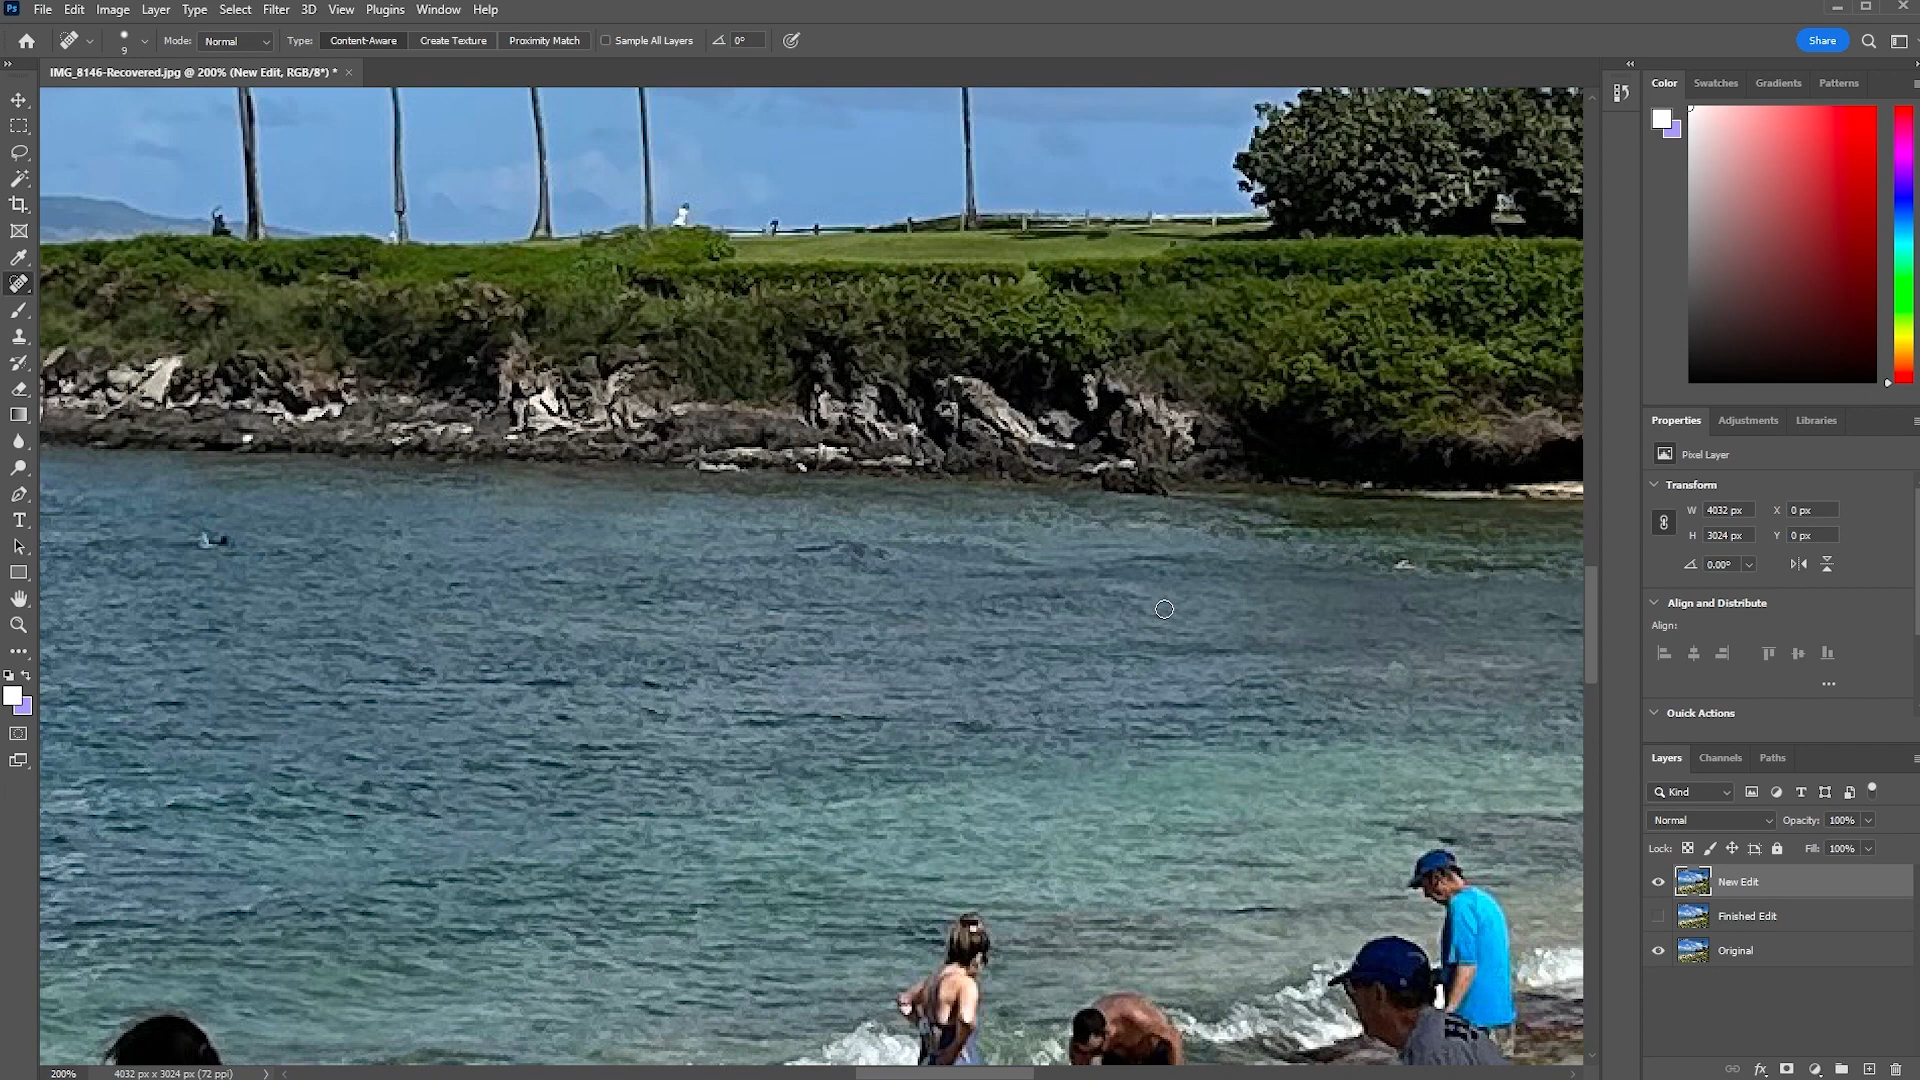 Ps File Edit Image Layer Type Select Filter 3D View Plugins Window Help
9 Mode: Normal Type: Content-Aware Create Texture Proximity Match Sample All Layers 0° Share
IMG_8146-Recovered.jpg @ 200% (New Edit, RGB/8*) * ×
Color Swatches Gradients Patterns
Properties Adjustments Libraries
Pixel Layer
Transform
W 4032 px X 0 px
H 3024 px Y 0 px
0.00°
Align and Distribute
Align:
Quick Actions
Layers Channels Paths
Kind
Normal Opacity: 100%
Lock: Fill: 100%
New Edit
Finished Edit
Original
fx
200% 4032 px x 3024 px (72 ppi)